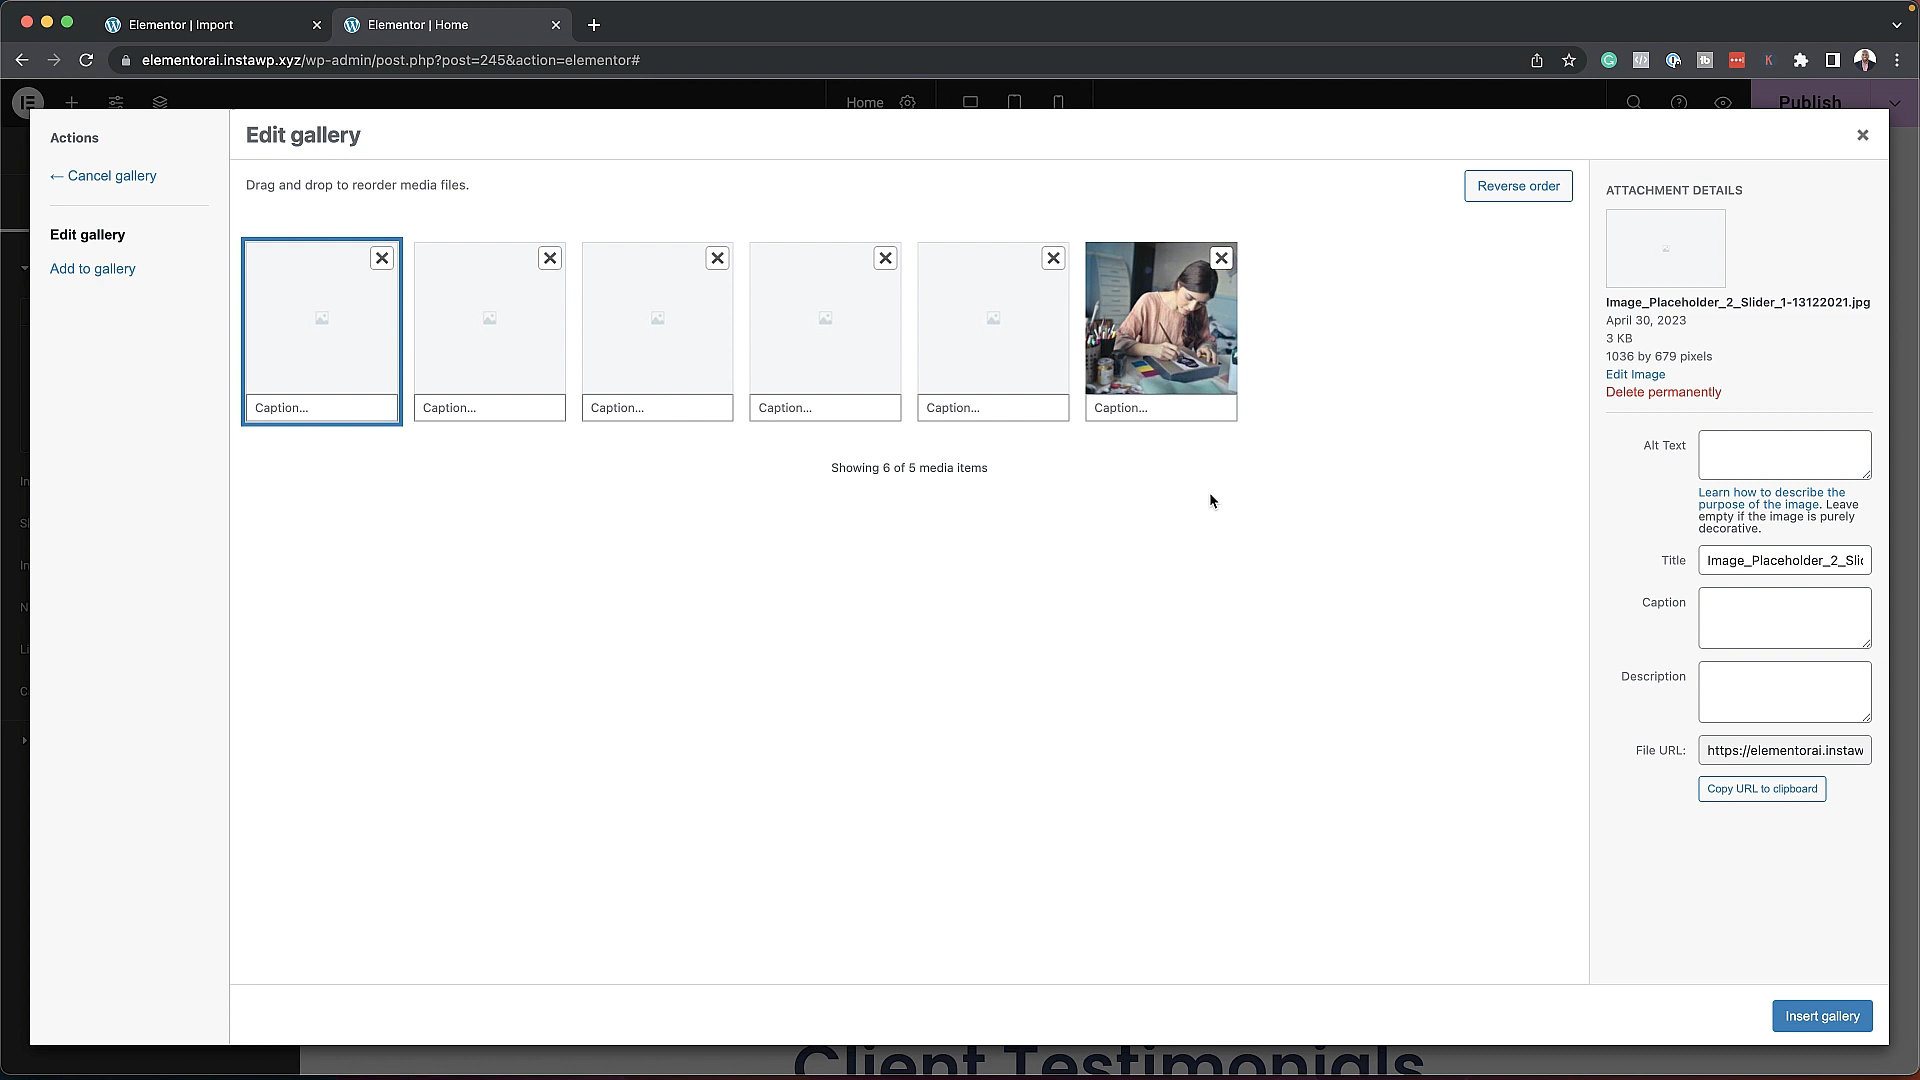 Elementor | Import
Elementor | Home
elementorai.instawp.xyz/wp-admin/post.php?post=245&action=elementor#
Home
Publish
Actions
← Cancel gallery
Edit gallery
Add to gallery
Edit gallery
Drag and drop to reorder media files.
Reverse order
Caption...
Caption...
Caption...
Caption...
Caption...
Caption...
Showing 6 of 5 media items
ATTACHMENT DETAILS
Image_Placeholder_2_Slider_1-13122021.jpg
April 30, 2023
3 KB
1036 by 679 pixels
Edit Image
Delete permanently
Alt Text
Learn how to describe the
purpose of the image. Leave
empty if the image is purely
decorative.
Title
Image_Placeholder_2_Slid
Caption
Description
File URL:
https://elementorai.instaw
Copy URL to clipboard
Insert gallery
Client Testimonials